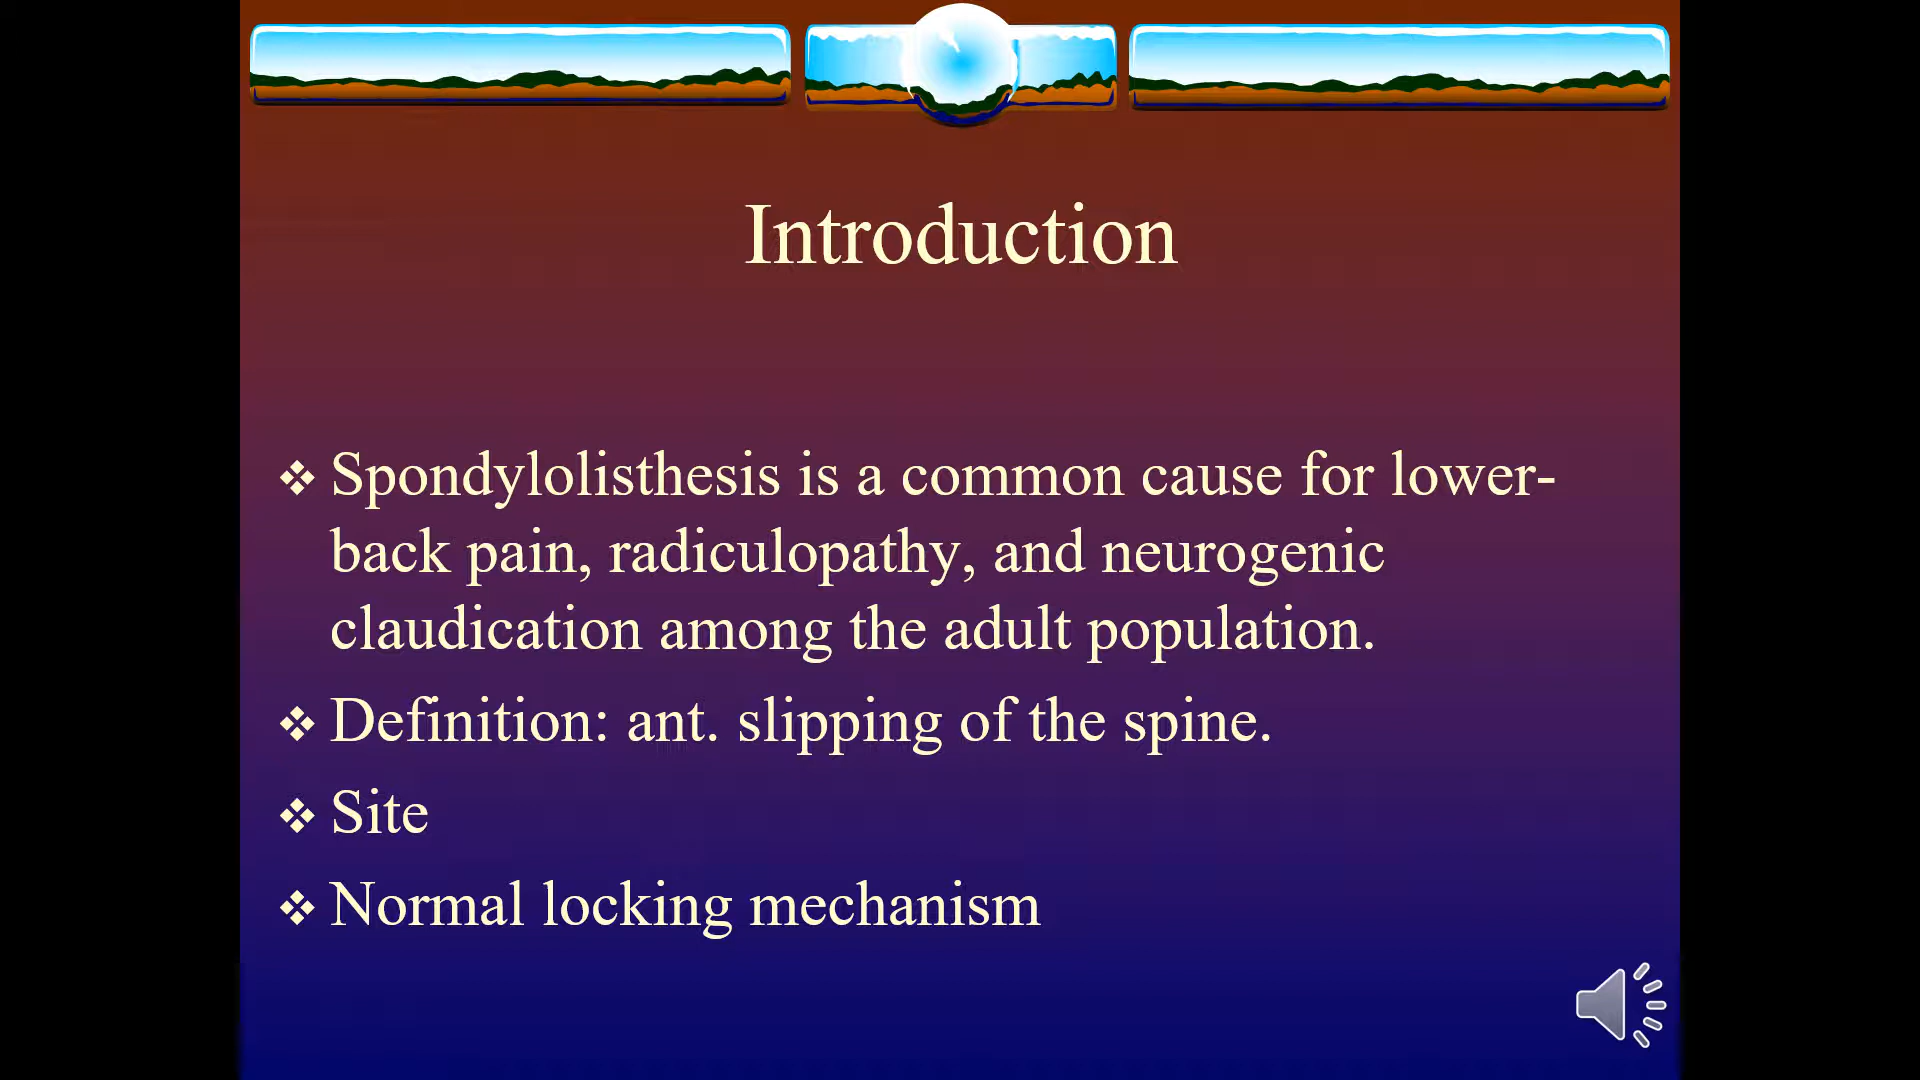 Introduction
Spondylolisthesis is a common cause for lower-
back pain, radiculopathy, and neurogenic
claudication among the adult population.
Definition: ant. slipping of the spine.
Site
Normal locking mechanism